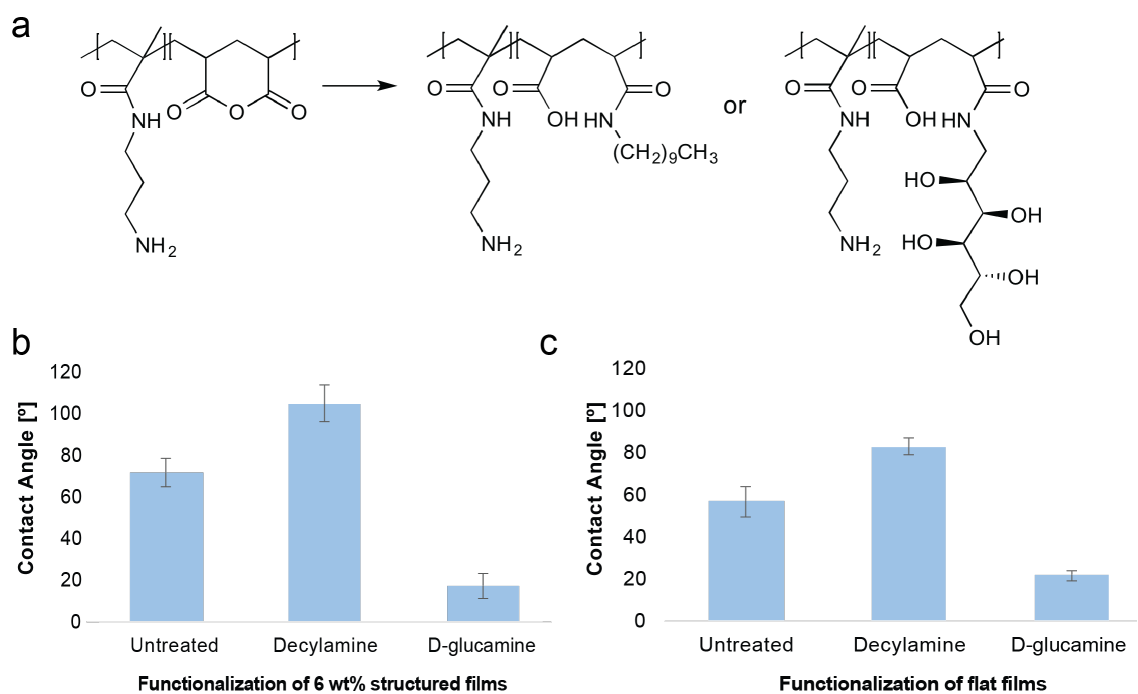 a
O
NH
NH2
O
O
O
O
NH
NH2
O
OH
O
HN
(CH2)9CH3
or
O
NH
NH2
O
OH
O
HN
HO
OH
HO
OH
OH
b
Contact Angle [º]
120
100
80
60
40
20
0
Untreated Decylamine D-glucamine
Functionalization of 6 wt% structured films
c
Contact Angle [º]
120
100
80
60
40
20
0
Untreated Decylamine D-glucamine
Functionalization of flat films